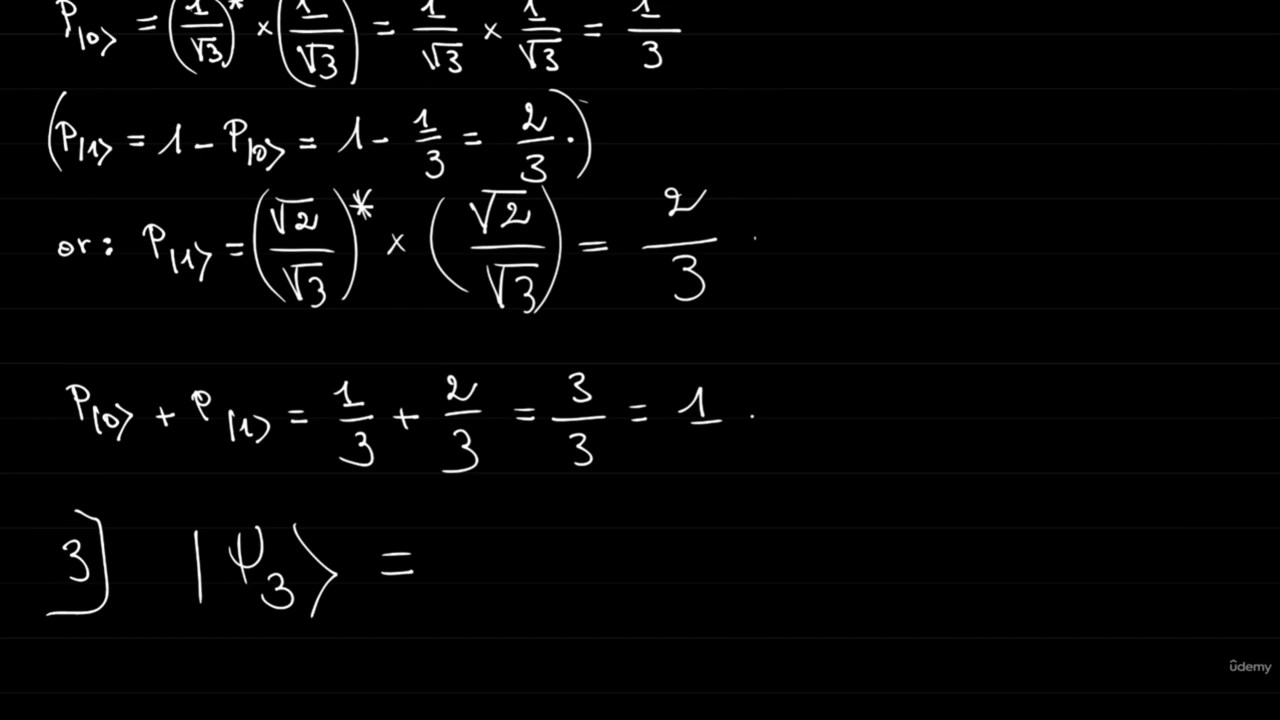 P|0⟩ = (1/√3)* × (1/√3) = 1/√3 × 1/√3 = 1/3
(P|1⟩ = 1 - P|0⟩ = 1 - 1/3 = 2/3 .)
or: P|1⟩ = (√2/√3)* × (√2/√3) = 2/3 .
P|0⟩ + P|1⟩ = 1/3 + 2/3 = 3/3 = 1 .
3] |ψ3⟩ =
ûdemy